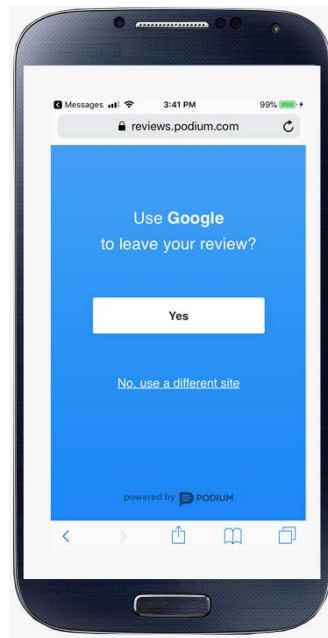 Messages 3:41 PM 99%
reviews.podium.com
Use Google
to leave your review?
Yes
No, use a different site
powered by PODIUM